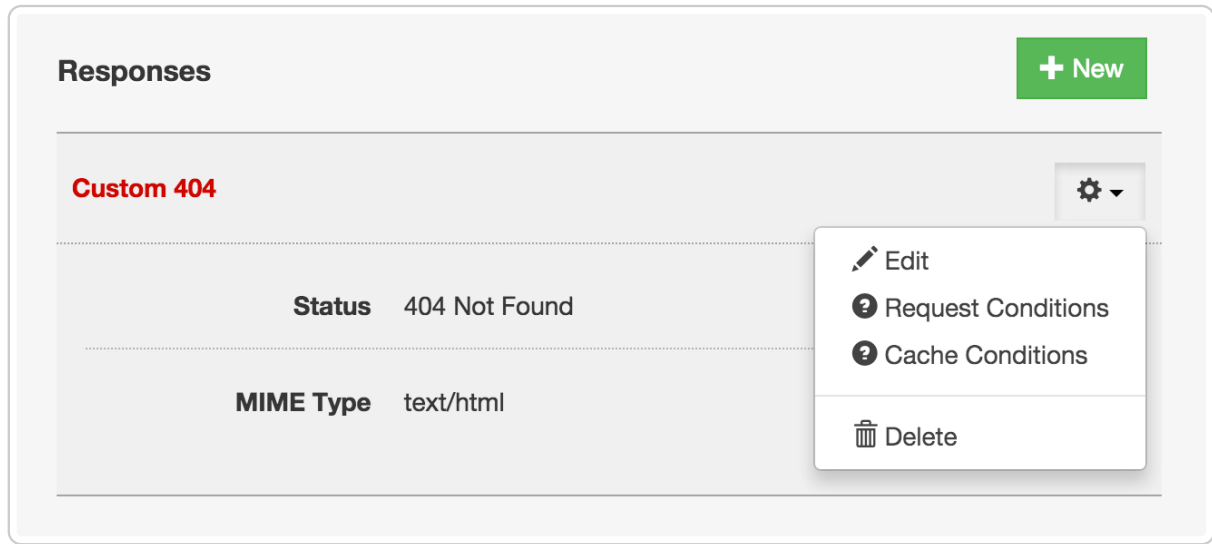 Responses
New
Custom 404
Edit
Status 404 Not Found
Request Conditions
Cache Conditions
MIME Type text/html
Delete